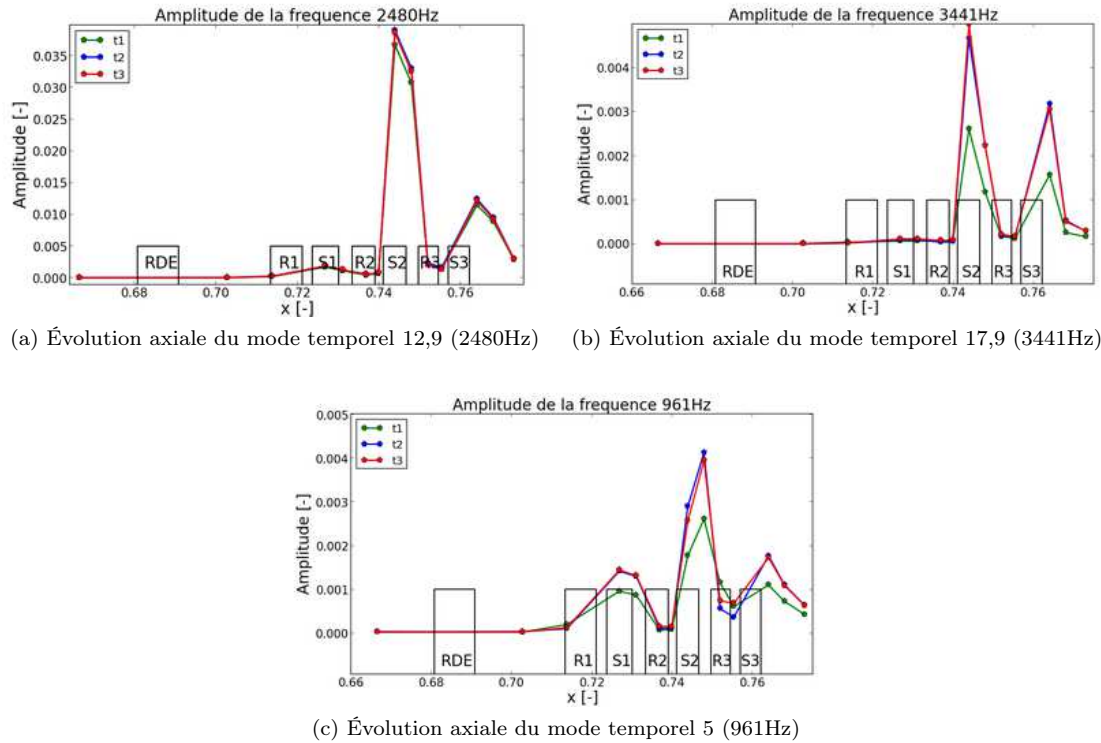 Amplitude de la frequence 2480Hz
t1
t2
t3
Amplitude [-]
0.035
0.030
0.025
0.020
0.015
0.010
0.005
0.000
RDE R1 S1 R2 S2 R3 S3
0.68 0.70 0.72 0.74 0.76
x [-]
(a) Évolution axiale du mode temporel 12,9 (2480Hz)
Amplitude de la frequence 3441Hz
t1
t2
t3
Amplitude [-]
0.004
0.003
0.002
0.001
0.000
RDE R1 S1 R2 S2 R3 S3
0.66 0.68 0.70 0.72 0.74 0.76
x [-]
(b) Évolution axiale du mode temporel 17,9 (3441Hz)
Amplitude de la frequence 961Hz
t1
t2
t3
Amplitude [-]
0.005
0.004
0.003
0.002
0.001
0.000
RDE R1 S1 R2 S2 R3 S3
0.66 0.68 0.70 0.72 0.74 0.76
x [-]
(c) Évolution axiale du mode temporel 5 (961Hz)